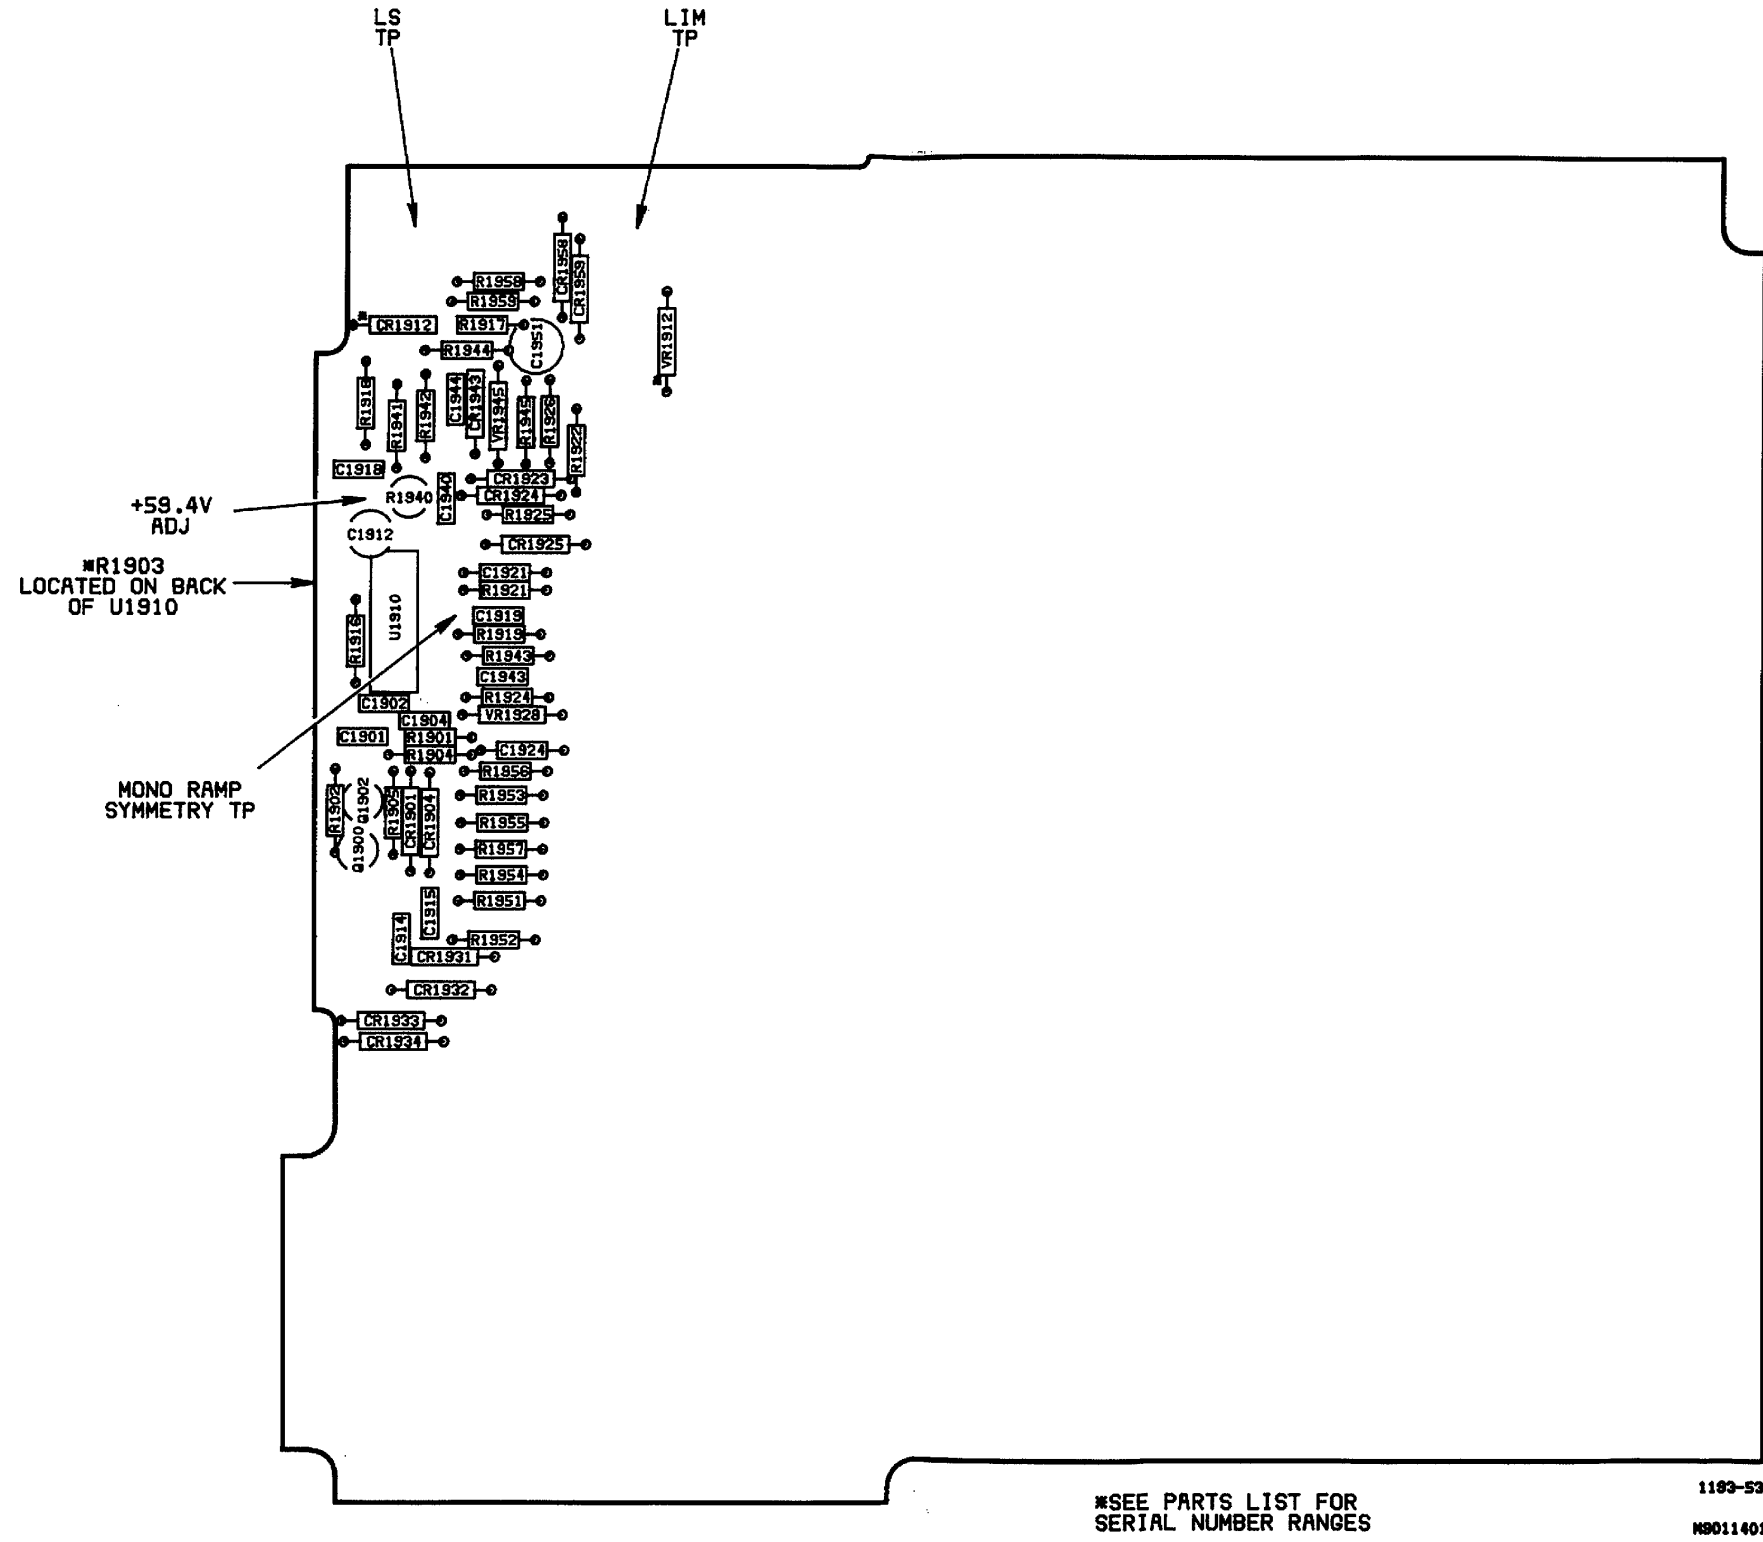 LS
TP
LIM
TP
CR1958
CR1959
R1958
R1959
*
CR1912
R1917
C1951
VR1912
*
R1944
R1918
R1941
R1942
C1944
CR1943
VR1945
R1945
R1926
R1922
C1918
CR1923
+59.4V
ADJ
R1940
C1940
CR1924
R1925
C1912
CR1925
*R1903
LOCATED ON BACK
OF U1910
C1921
R1921
U1910
C1919
R1916
R1919
R1943
C1943
R1924
C1902
VR1928
C1904
C1901
R1901
C1924
R1904
R1956
MONO RAMP
SYMMETRY TP
R1953
R1902
Q1902
R1905
CR1901
CR1904
R1955
Q1900
R1957
R1954
R1951
C1915
C1914
R1952
CR1931
CR1932
CR1933
CR1934
*SEE PARTS LIST FOR
SERIAL NUMBER RANGES
1193-53
M9011401